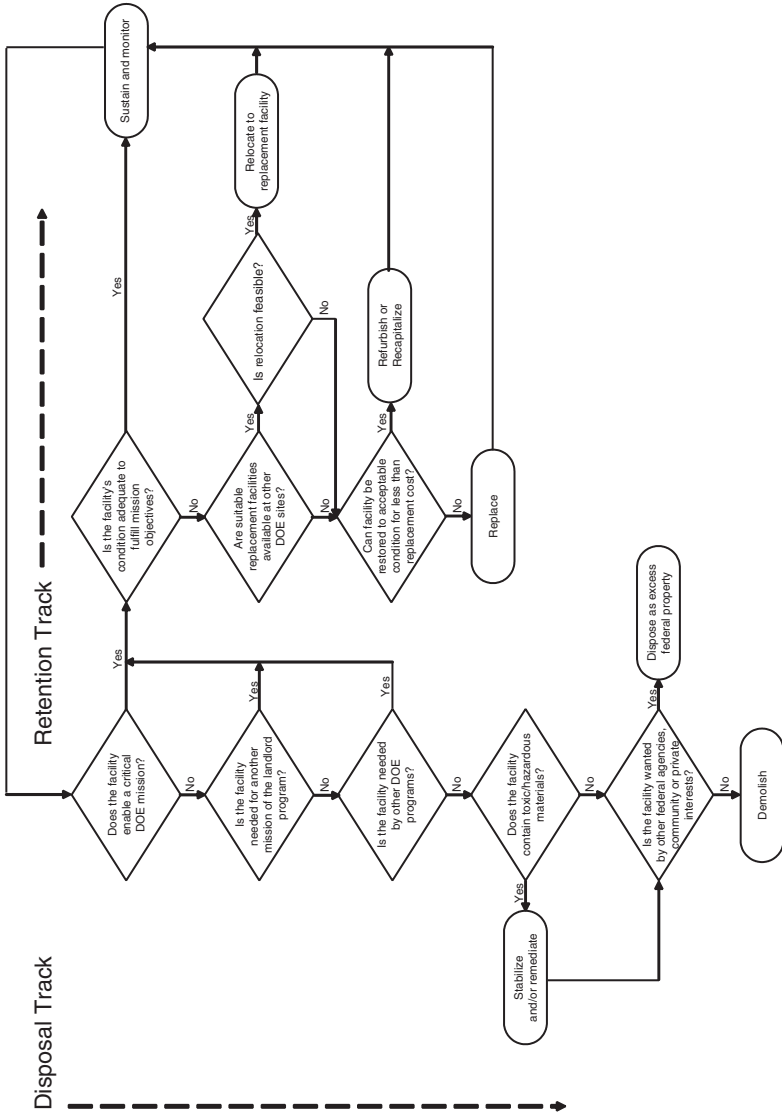 Disposal Track
Retention Track
Does the facility
enable a critical
DOE mission?
Yes
No
Is the facility's
condition adequate to
fulfill mission
objectives?
Yes
No
Sustain and monitor
Is the facility
needed for another
mission of the landlord
program?
Yes
No
Are suitable
replacement facilities
available at other
DOE sites?
Yes
No
Is relocation feasible?
Yes
No
Relocate to
replacement facility
Is the facility needed
by other DOE
programs?
Yes
No
Can facility be
restored to acceptable
condition for less than
replacement cost?
Yes
No
Refurbish or
Recapitalize
Does the facility
contain toxic/hazardous
materials?
Yes
No
Replace
Stabilize
and/or remediate
Is the facility wanted
by other federal agencies,
community or private
interests?
Yes
No
Dispose as excess
federal property
Demolish